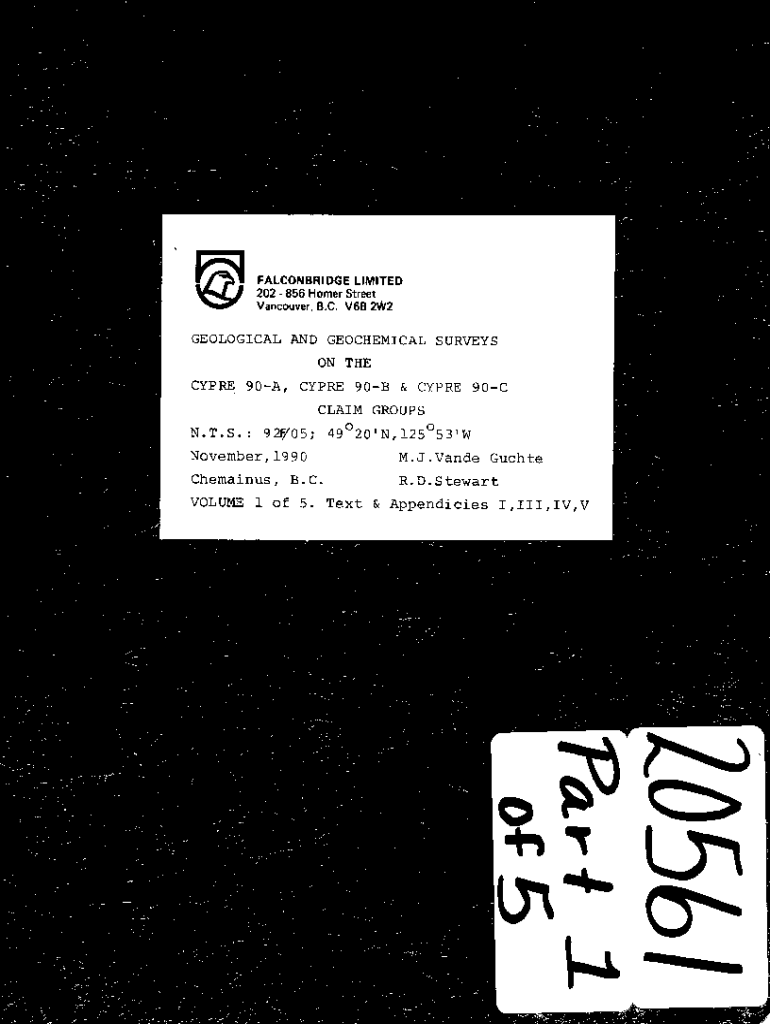 FALCONBRIDGE LIMITED
202 - 856 Homer Street
Vancouver, B.C. V6B 2W2
GEOLOGICAL AND GEOCHEMICAL SURVEYS
ON THE
CYPRE 90-A, CYPRE 90-B & CYPRE 90-C
CLAIM GROUPS
N.T.S.: 92F/05; 49°20'N,125°53'W
November,1990 M.J.Vande Guchte
Chemainus, B.C. R.D.Stewart
VOLUME 1 of 5. Text & Appendicies I,III,IV,V
20561
Part 1
of 5